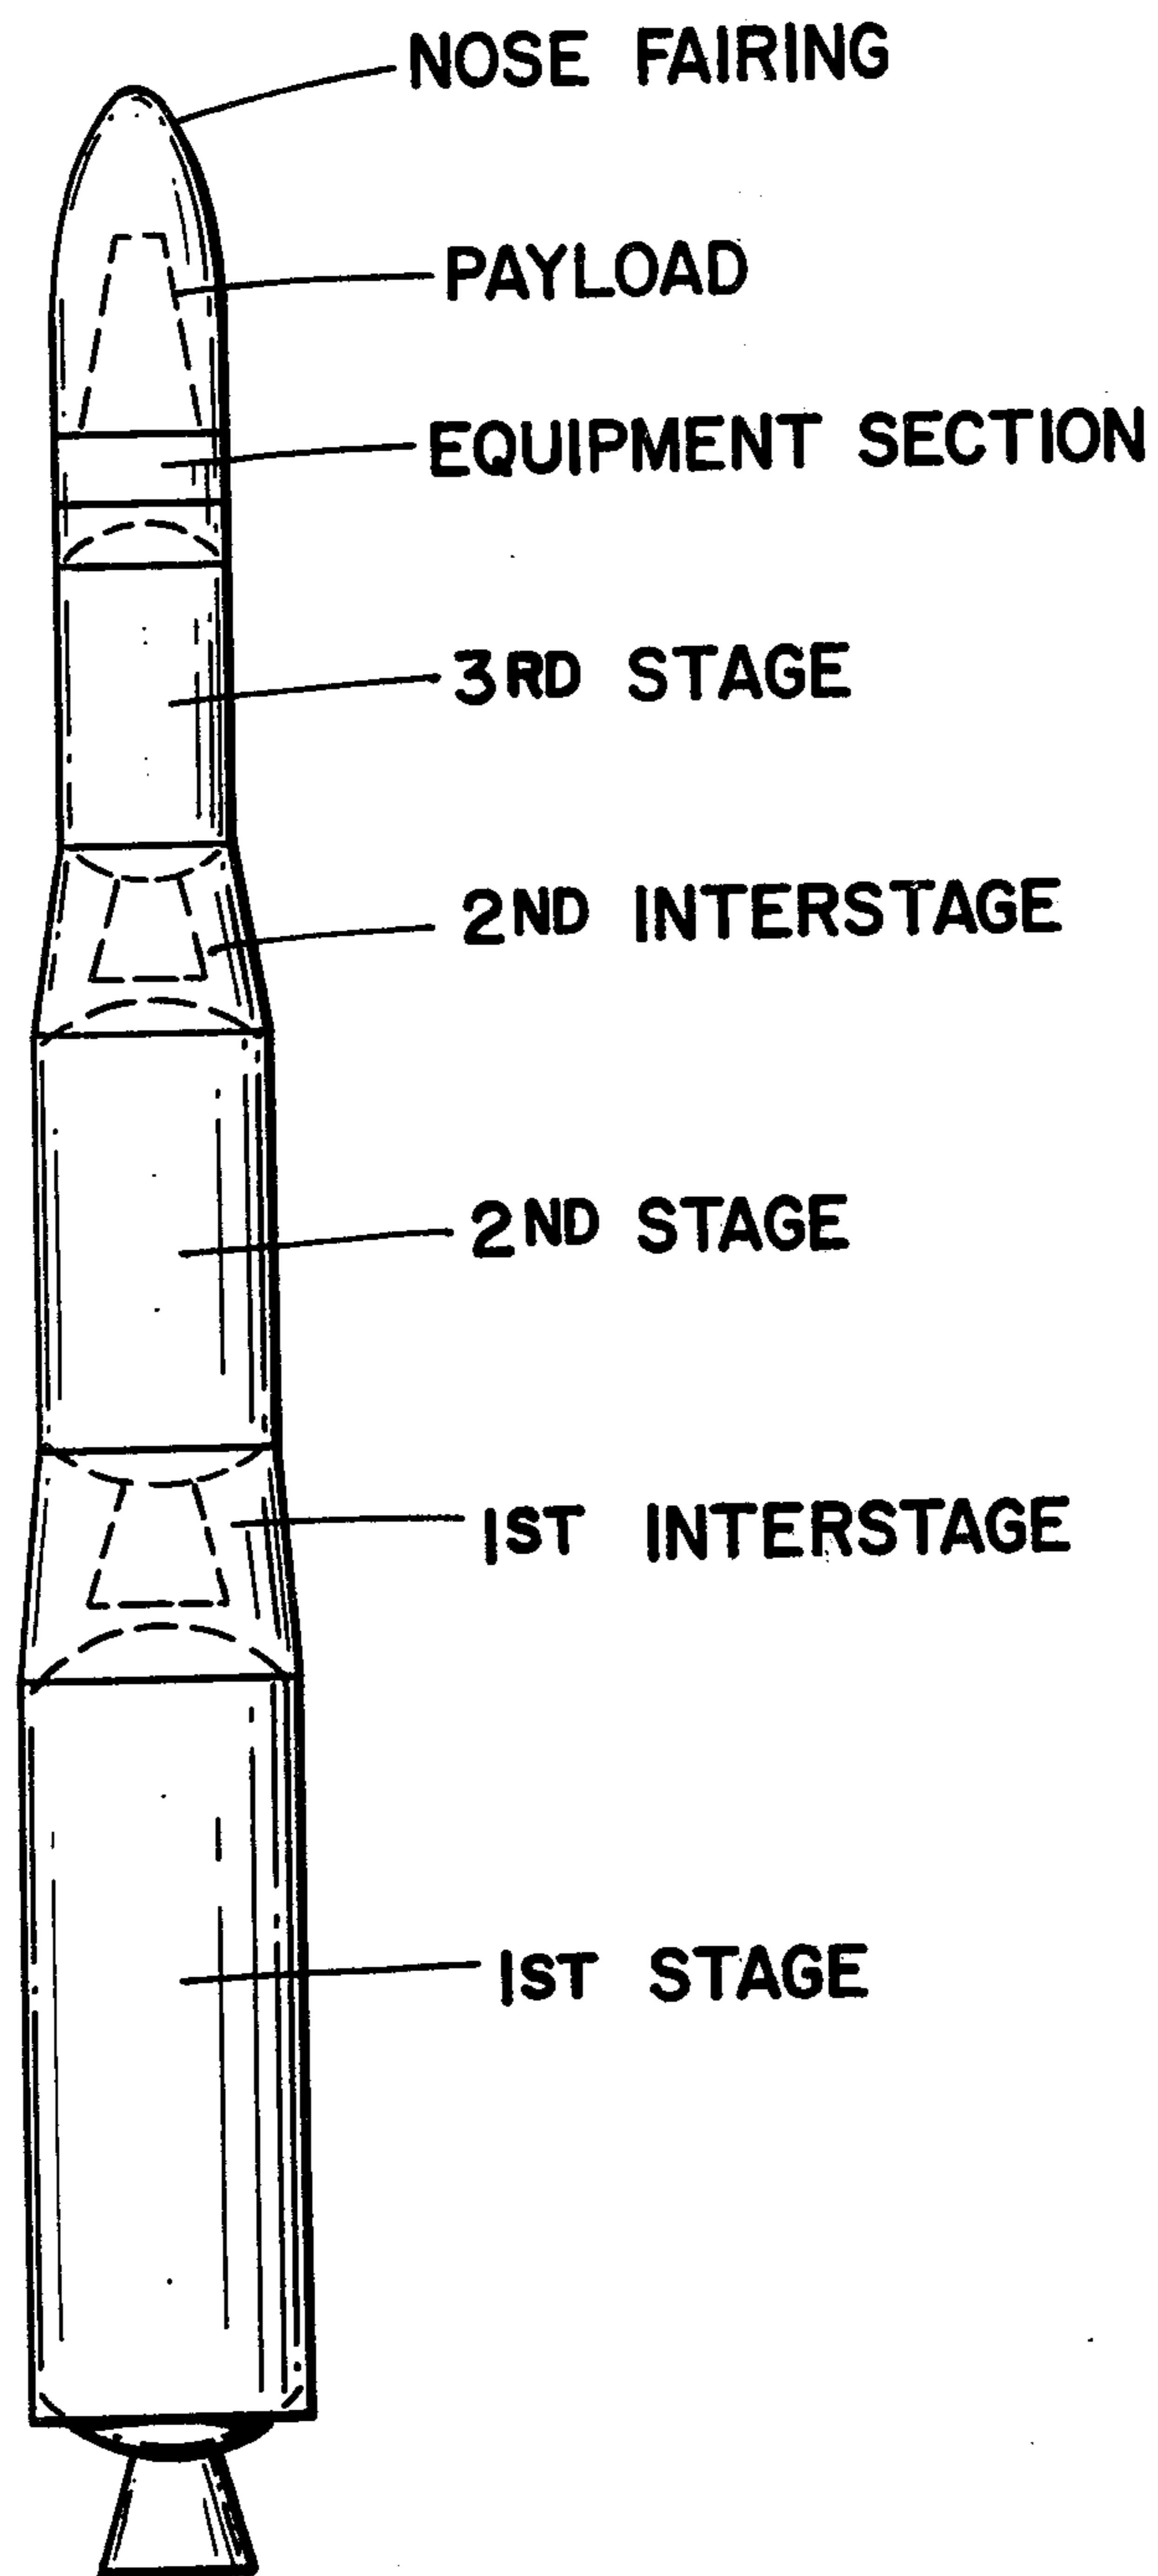 NOSE FAIRING
PAYLOAD
EQUIPMENT SECTION
3RD STAGE
2ND INTERSTAGE
2ND STAGE
1ST INTERSTAGE
1ST STAGE